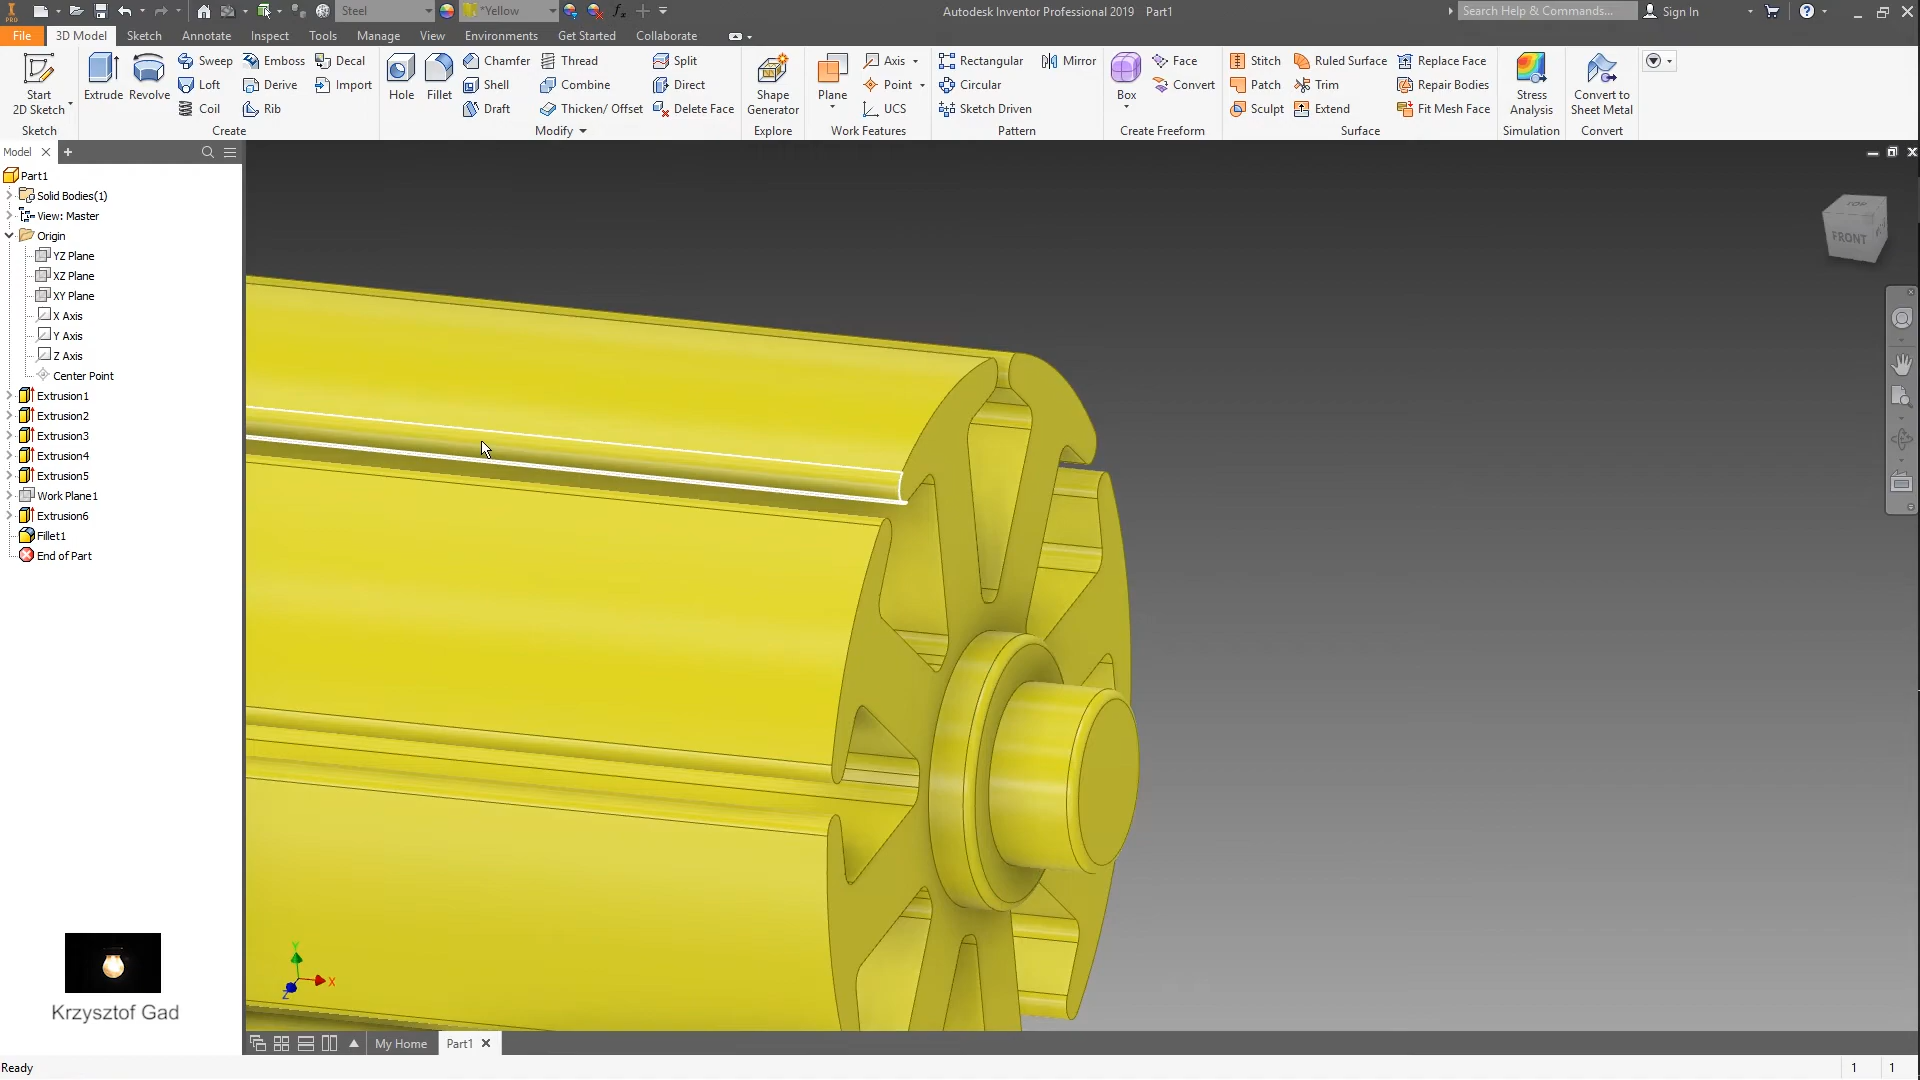 PRO Steel *Yellow fx Autodesk Inventor Professional 2019 Part1 Search Help & Commands... Sign In
File 3D Model Sketch Annotate Inspect Tools Manage View Environments Get Started Collaborate
Start 2D Sketch Extrude Revolve Sweep Emboss Decal Hole Fillet Chamfer Thread Split Shape Generator Plane Axis Rectangular Mirror Box Face Stitch Ruled Surface Replace Face Stress Analysis Convert to Sheet Metal
Loft Derive Import Shell Combine Direct Point Circular Convert Patch Trim Repair Bodies
Coil Rib Draft Thicken/ Offset Delete Face UCS Sketch Driven Sculpt Extend Fit Mesh Face
Sketch Create Modify Explore Work Features Pattern Create Freeform Surface Simulation Convert
Model
Part1
Solid Bodies(1)
View: Master
Origin
YZ Plane
XZ Plane
XY Plane
X Axis
Y Axis
Z Axis
Center Point
Extrusion1
Extrusion2
Extrusion3
Extrusion4
Extrusion5
Work Plane1
Extrusion6
Fillet1
End of Part
TOP
FRONT
Y
X
Z
Krzysztof Gad
My Home Part1
Ready 1 1